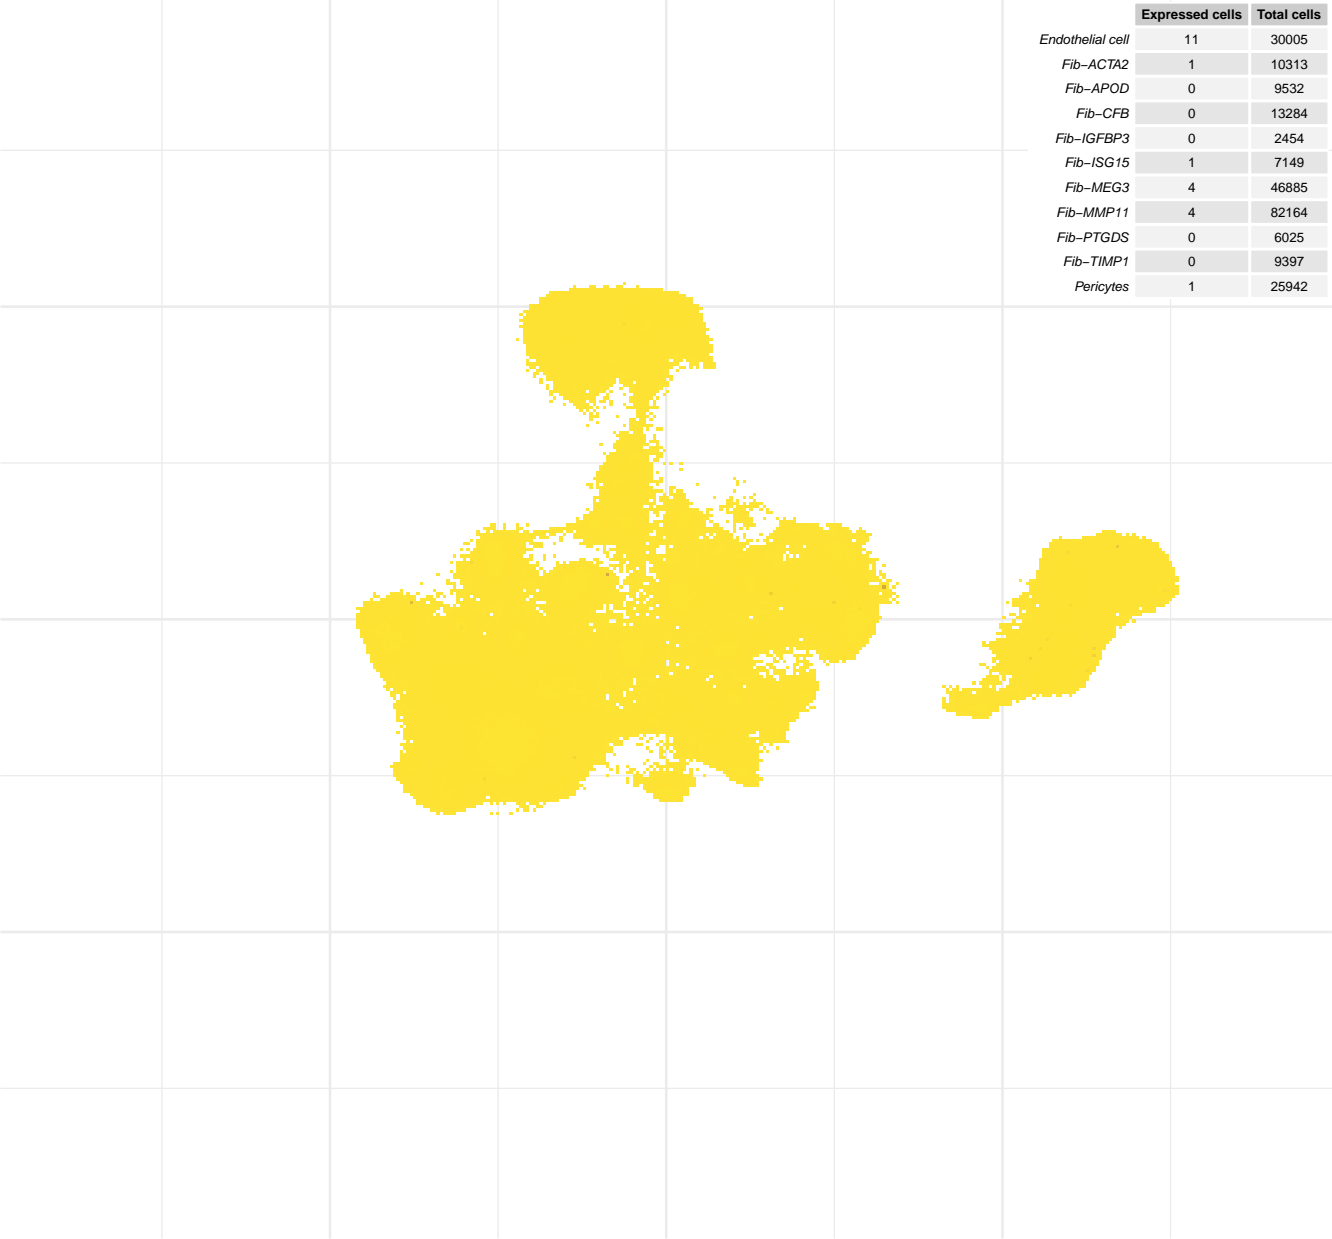 Expressed cells Total cells
Endothelial cell 11 30005
Fib−ACTA2 1 10313
Fib−APOD 0 9532
Fib−CFB 0 13284
Fib−IGFBP3 0 2454
Fib−ISG15 1 7149
Fib−MEG3 4 46885
Fib−MMP11 4 82164
Fib−PTGDS 0 6025
Fib−TIMP1 0 9397
Pericytes 1 25942